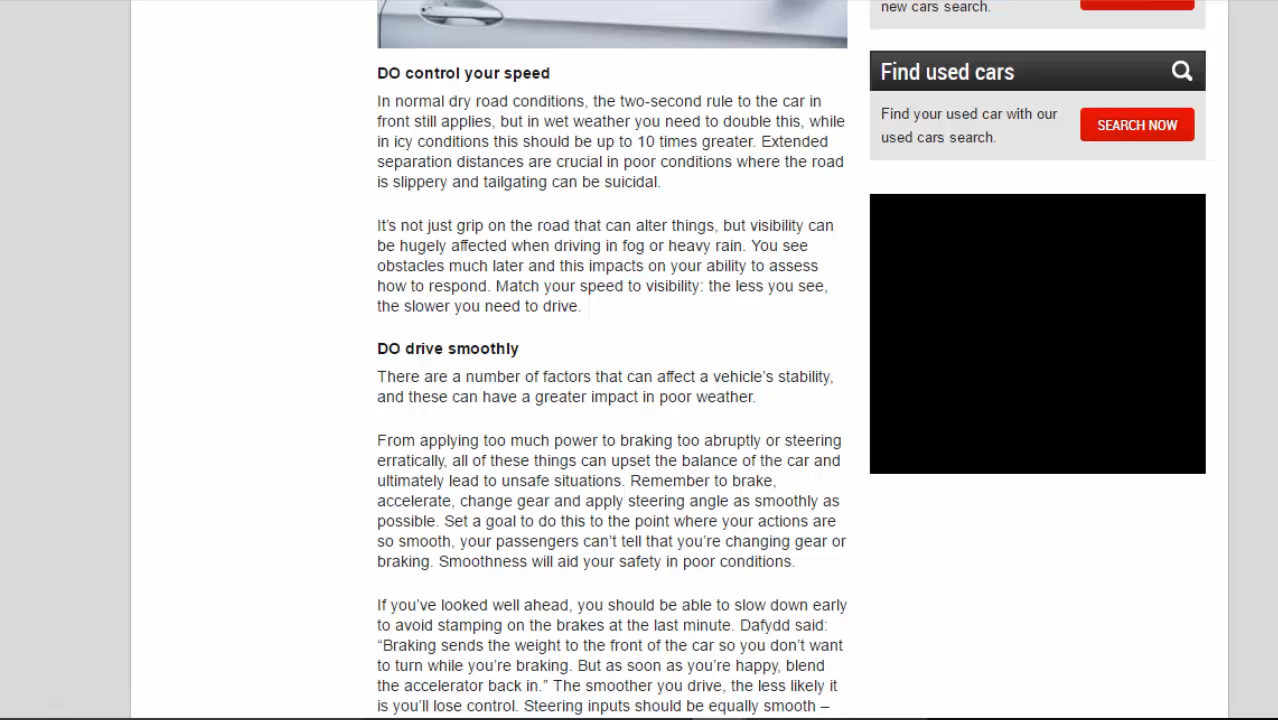 new cars search.
Find used cars
Find your used car with our
used cars search.
SEARCH NOW
DO control your speed
In normal dry road conditions, the two-second rule to the car in
front still applies, but in wet weather you need to double this, while
in icy conditions this should be up to 10 times greater. Extended
separation distances are crucial in poor conditions where the road
is slippery and tailgating can be suicidal.
It’s not just grip on the road that can alter things, but visibility can
be hugely affected when driving in fog or heavy rain. You see
obstacles much later and this impacts on your ability to assess
how to respond. Match your speed to visibility: the less you see,
the slower you need to drive.
DO drive smoothly
There are a number of factors that can affect a vehicle’s stability,
and these can have a greater impact in poor weather.
From applying too much power to braking too abruptly or steering
erratically, all of these things can upset the balance of the car and
ultimately lead to unsafe situations. Remember to brake,
accelerate, change gear and apply steering angle as smoothly as
possible. Set a goal to do this to the point where your actions are
so smooth, your passengers can’t tell that you’re changing gear or
braking. Smoothness will aid your safety in poor conditions.
If you’ve looked well ahead, you should be able to slow down early
to avoid stamping on the brakes at the last minute. Dafydd said:
“Braking sends the weight to the front of the car so you don’t want
to turn while you’re braking. But as soon as you’re happy, blend
the accelerator back in.” The smoother you drive, the less likely it
is you’ll lose control. Steering inputs should be equally smooth –